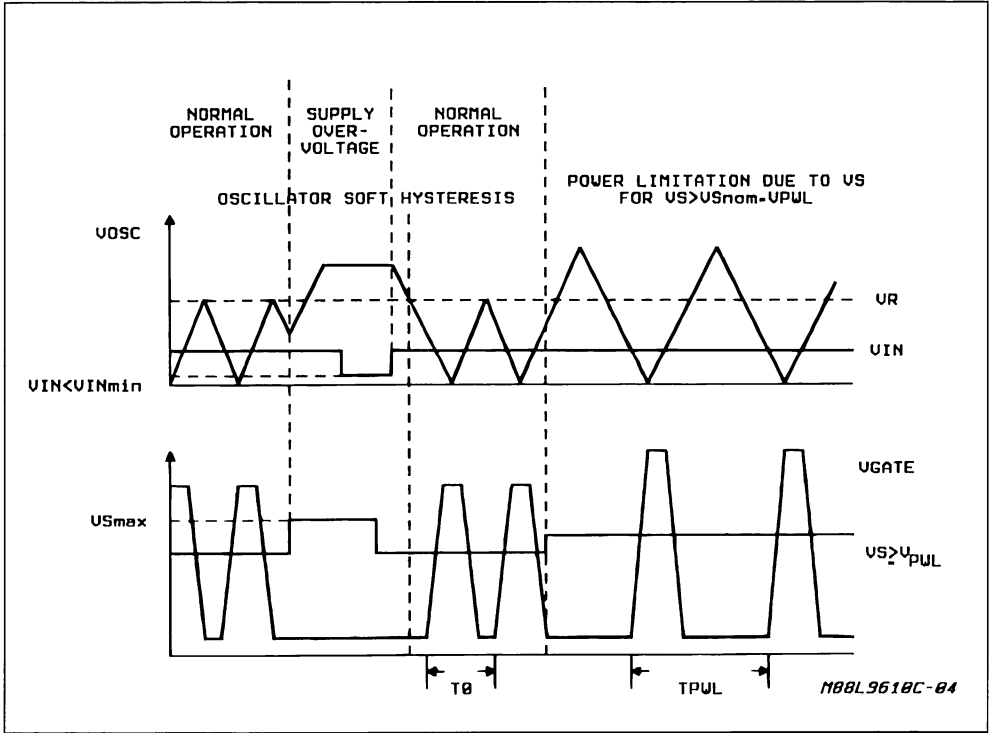 NORMAL
OPERATION
SUPPLY
OVER-
VOLTAGE
NORMAL
OPERATION
OSCILLATOR SOFT HYSTERESIS
POWER LIMITATION DUE TO VS
FOR VS>VSnom-VPWL
VOSC
VR
VIN
VIN<VINmin
VGATE
VSmax
VS≥VPWL
T0
TPWL
M88L9610C-04